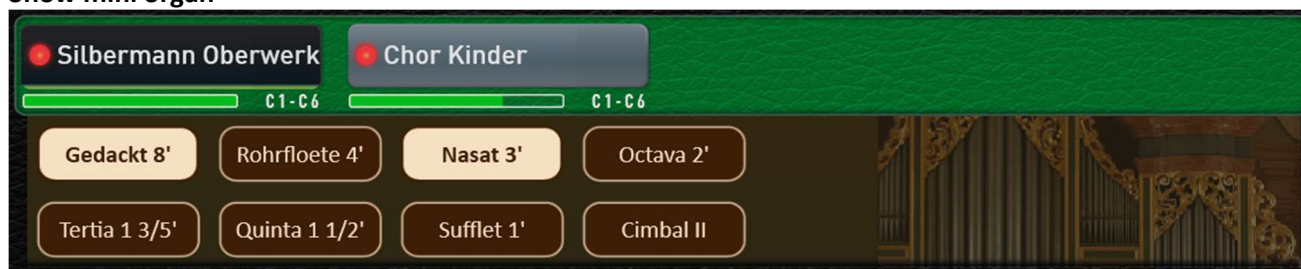 Show mini organ
Silbermann Oberwerk Chor Kinder
C1-C6 C1-C6
Gedackt 8' Rohrfloete 4' Nasat 3' Octava 2'
Tertia 1 3/5' Quinta 1 1/2' Sufflet 1' Cimbal II